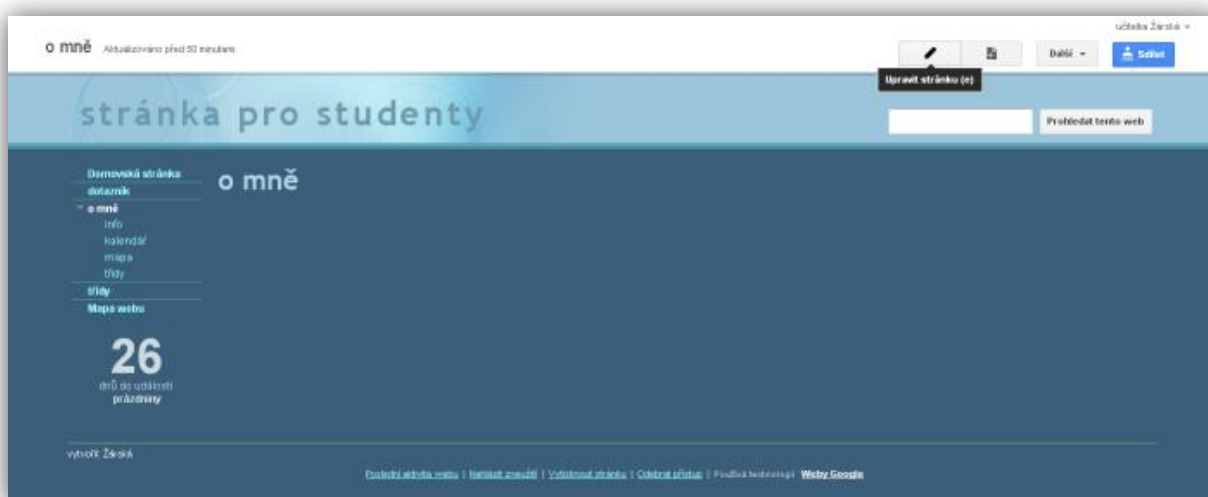 učitelka Žárská
o mně Aktualizováno před 50 minutami
Další Sdílet
Upravit stránku (e)
stránka pro studenty
Prohledat tento web
Domovská stránka
dotazník
o mně
info
kalendář
mapa
třídy
třídy
Mapa webu
o mně
26
dnů do události
prázdniny
vytvořil: Žárská
Poslední aktivita webu | Nahlásit zneužití | Vytisknout stránku | Odebrat přístup | Používá technologii Weby Google